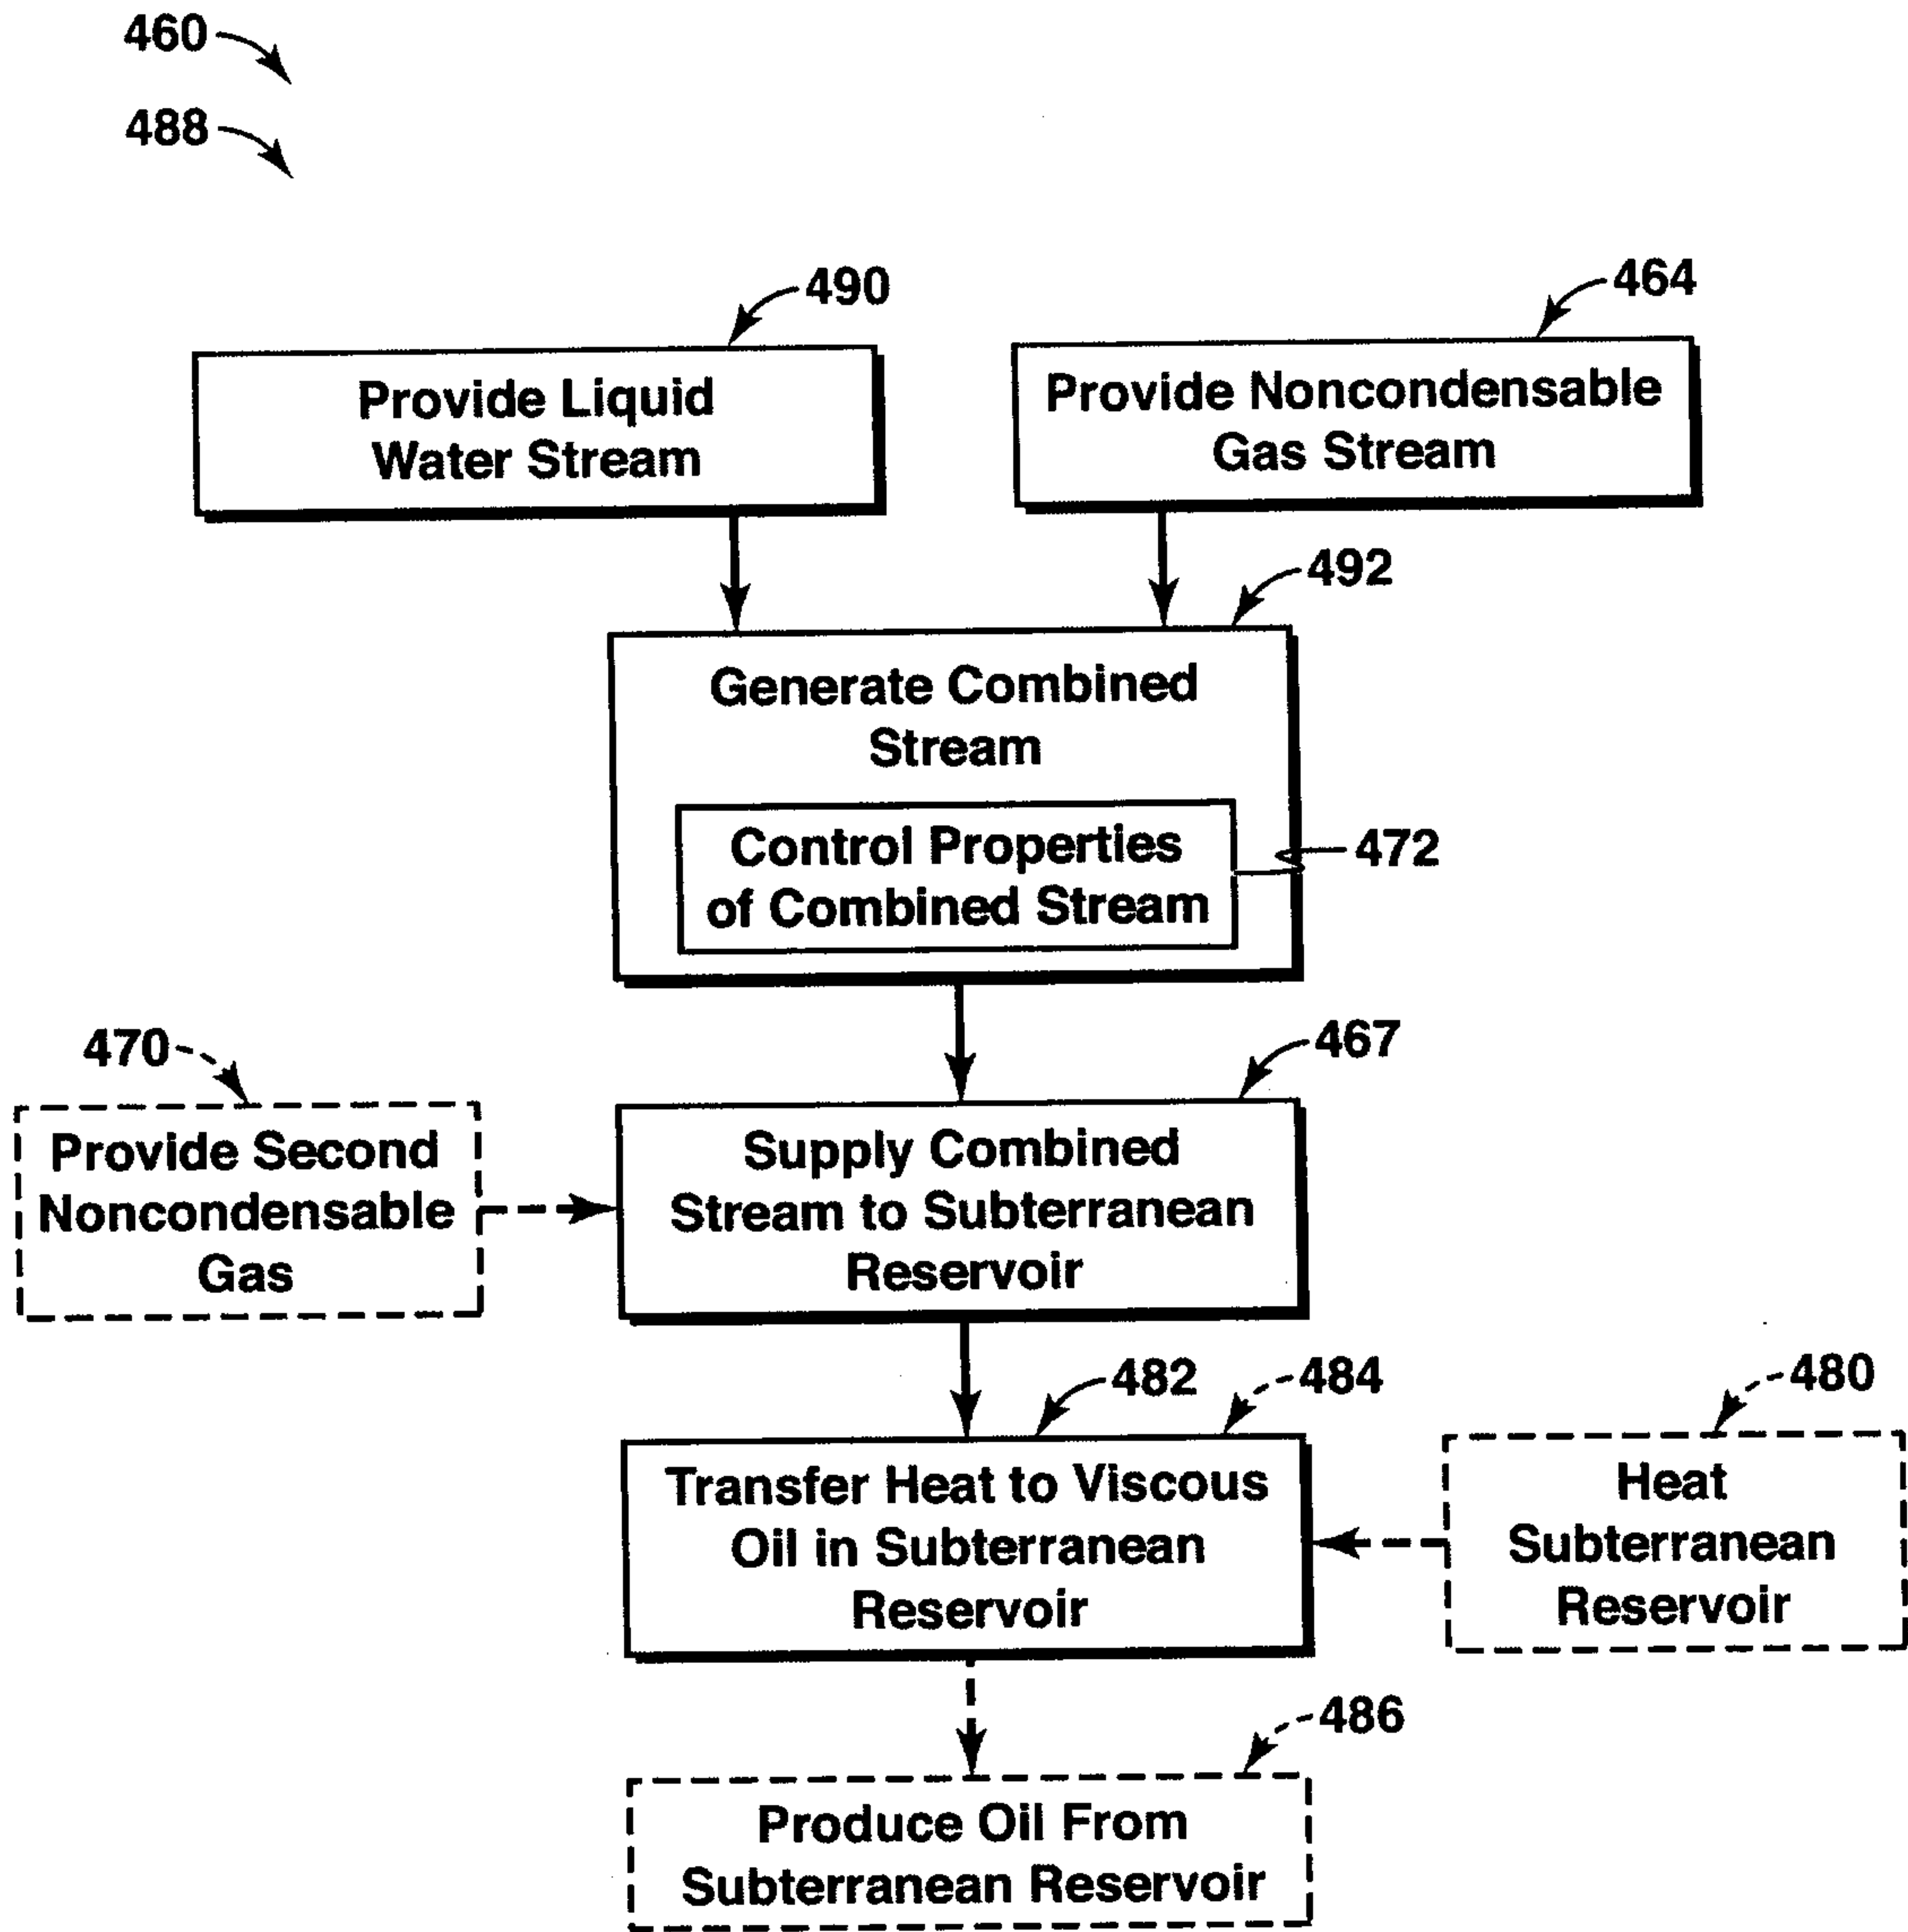 460
488
490
464
Provide Liquid
Water Stream
Provide Noncondensable
Gas Stream
492
Generate Combined
Stream
Control Properties
of Combined Stream
472
470
467
Provide Second
Noncondensable
Gas
Supply Combined
Stream to Subterranean
Reservoir
482
484
480
Transfer Heat to Viscous
Oil in Subterranean
Reservoir
Heat
Subterranean
Reservoir
486
Produce Oil From
Subterranean Reservoir